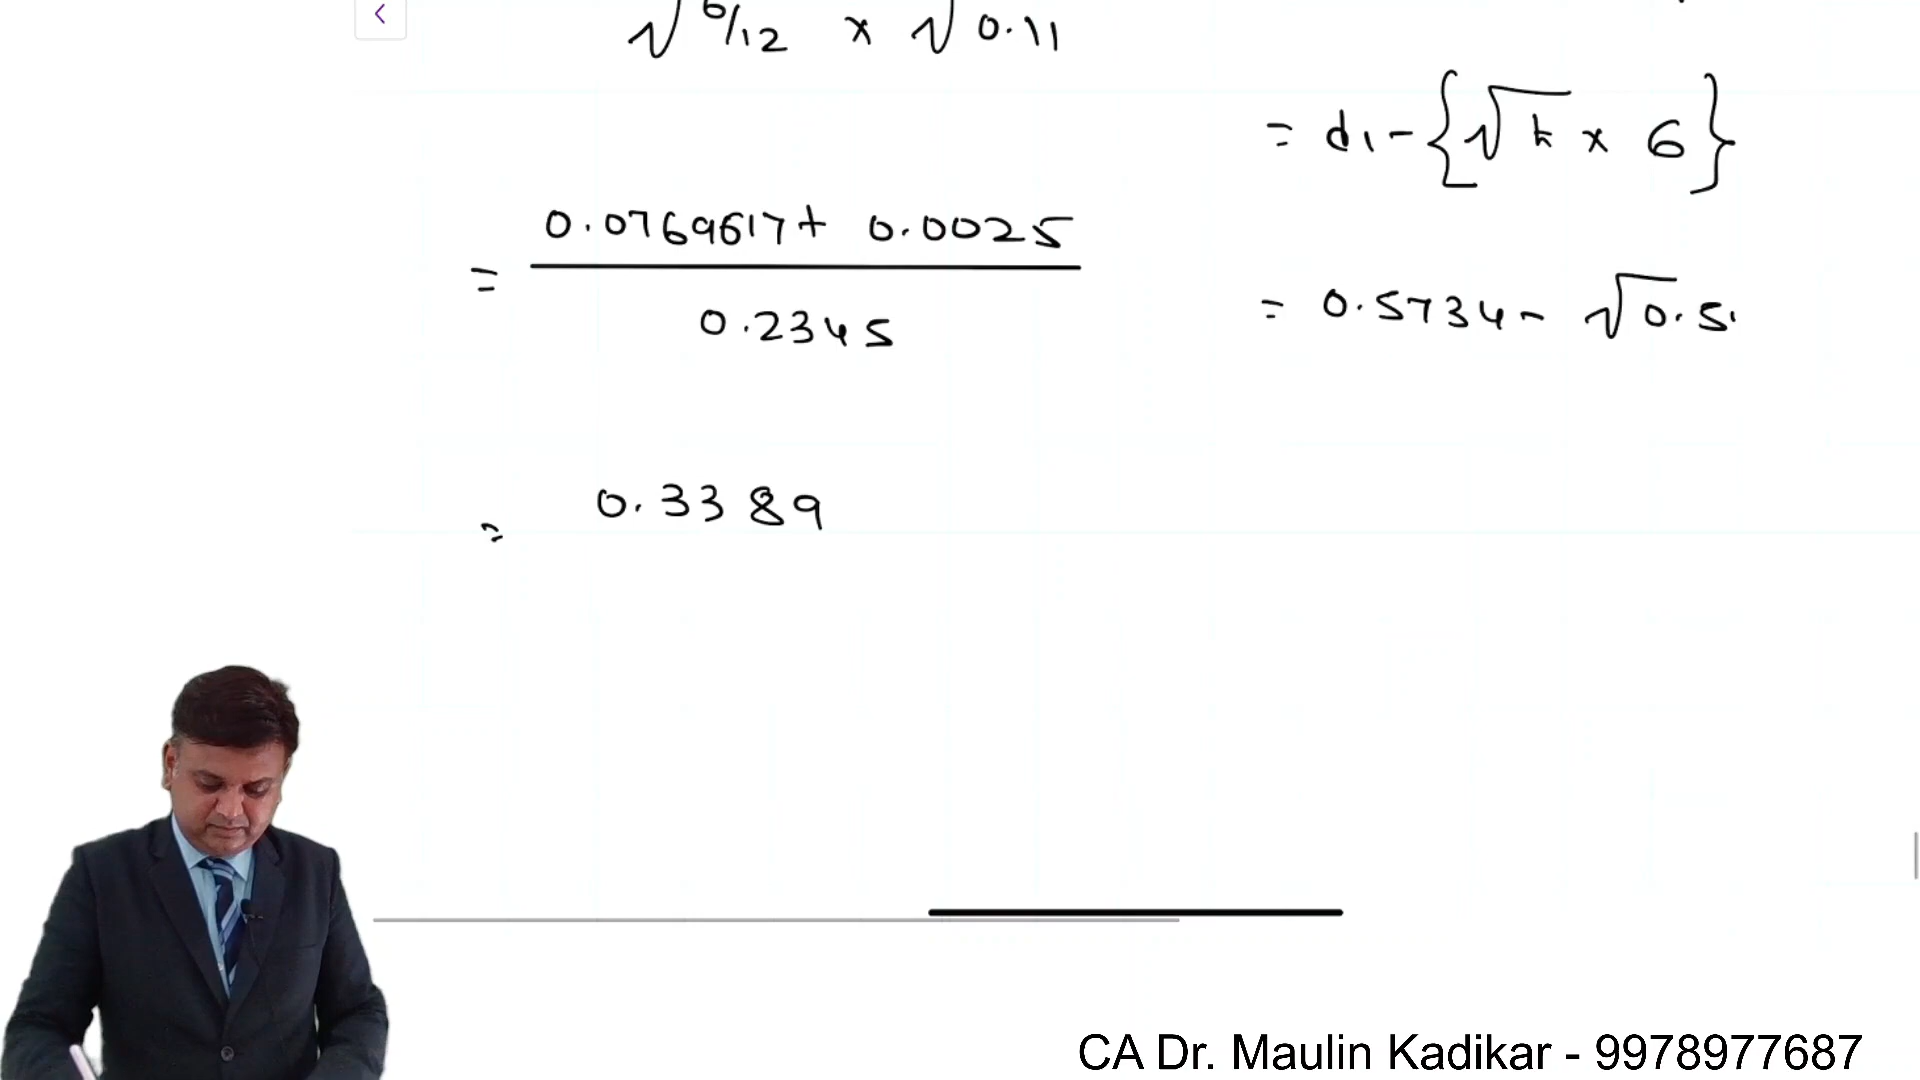 √6/12 x √0.11
= d1 - {√t x 6}
0.0769617 + 0.0025
=
0.2345
= 0.5734 - √0.5
= 0.3389
CA Dr. Maulin Kadikar - 9978977687